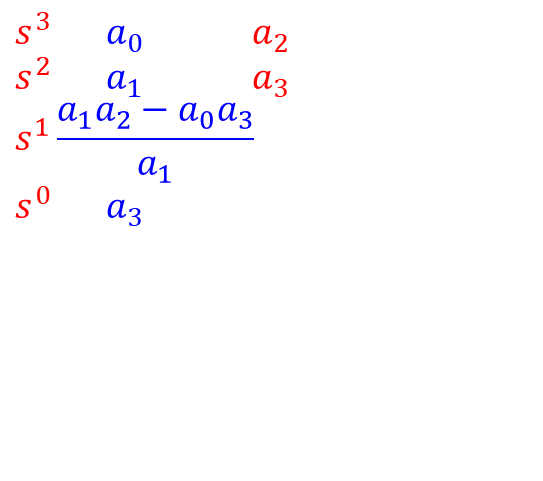 s³ a₀ a₂
s² a₁ a₃
s¹ (a₁a₂ − a₀a₃)/a₁
s⁰ a₃